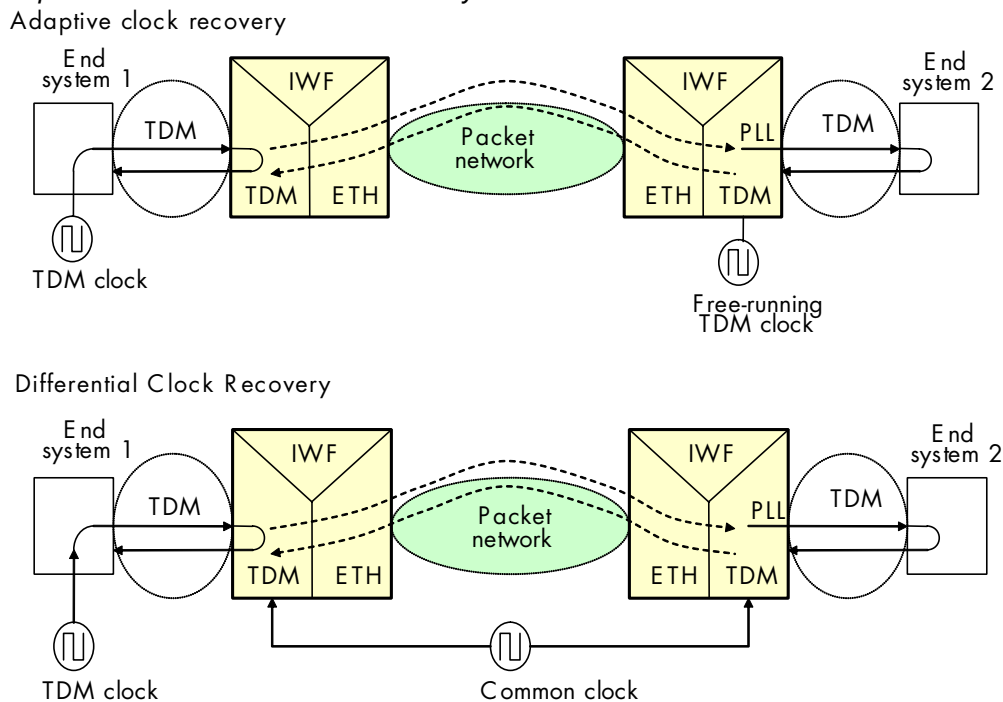 Adaptive clock recovery
End
system 1
IWF
IWF
End
system 2
TDM
Packet
network
PLL
TDM
TDM
ETH
ETH
TDM
TDM clock
Free-running
TDM clock
Differential Clock Recovery
End
system 1
IWF
IWF
End
system 2
TDM
Packet
network
PLL
TDM
TDM
ETH
ETH
TDM
TDM clock
Common clock